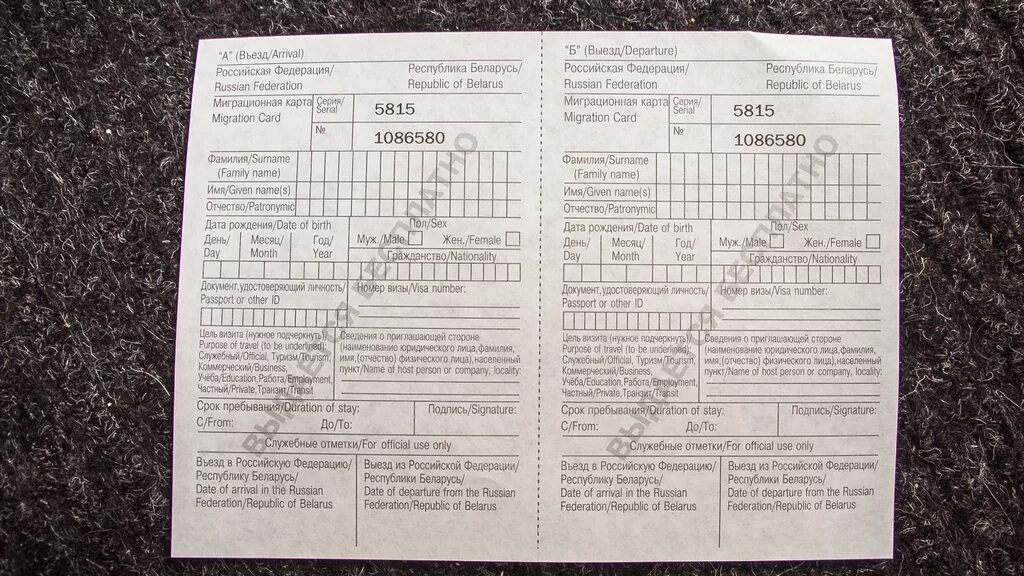 "А" (Въезд/Arrival)
Российская Федерация/ Республика Беларусь/
Russian Federation Republic of Belarus
Миграционная карта Серия/ 5815
Migration Card Serial
№ 1086580
Фамилия/Surname
(Family name)
Имя/Given name(s)
Отчество/Patronymic
Дата рождения/Date of birth Пол/Sex
День/ Месяц/ Год/ Муж./Male Жен./Female
Day Month Year Гражданство/Nationality
Документ,удостоверяющий личность/ Номер визы/Visa number:
Passport or other ID
Цель визита (нужное подчеркнуть)/ Сведения о приглашающей стороне
Purpose of travel (to be underlined): (наименование юридического лица,фамилия,
Служебный/Official, Туризм/Tourism, имя,(отчество) физического лица),населенный
Коммерческий/Business, пункт/Name of host person or company, locality:
Учёба/Education,Работа/Employment,
Частный/Private,Транзит/Transit
Срок пребывания/Duration of stay: Подпись/Signature:
С/From: До/To:
Служебные отметки/For official use only
Въезд в Российскую Федерацию/ Выезд из Российской Федерации/
Республику Беларусь/ Республики Беларусь/
Date of arrival in the Russian Date of departure from the Russian
Federation/Republic of Belarus Federation/Republic of Belarus
ВЫДАЕТСЯ БЕСПЛАТНО
"Б" (Выезд/Departure)
Российская Федерация/ Республика Беларусь/
Russian Federation Republic of Belarus
Миграционная карта Серия/ 5815
Migration Card Serial
№ 1086580
Фамилия/Surname
(Family name)
Имя/Given name(s)
Отчество/Patronymic
Дата рождения/Date of birth Пол/Sex
День/ Месяц/ Год/ Муж./Male Жен./Female
Day Month Year Гражданство/Nationality
Документ,удостоверяющий личность/ Номер визы/Visa number:
Passport or other ID
Цель визита (нужное подчеркнуть)/ Сведения о приглашающей стороне
Purpose of travel (to be underlined): (наименование юридического лица,фамилия,
Служебный/Official, Туризм/Tourism, имя,(отчество) физического лица),населенный
Коммерческий/Business, пункт/Name of host person or company, locality:
Учёба/Education,Работа/Employment,
Частный/Private,Транзит/Transit
Срок пребывания/Duration of stay: Подпись/Signature:
С/From: До/To:
Служебные отметки/For official use only
Въезд в Российскую Федерацию/ Выезд из Российской Федерации/
Республику Беларусь/ Республики Беларусь/
Date of arrival in the Russian Date of departure from the Russian
Federation/Republic of Belarus Federation/Republic of Belarus
ВЫДАЕТСЯ БЕСПЛАТНО